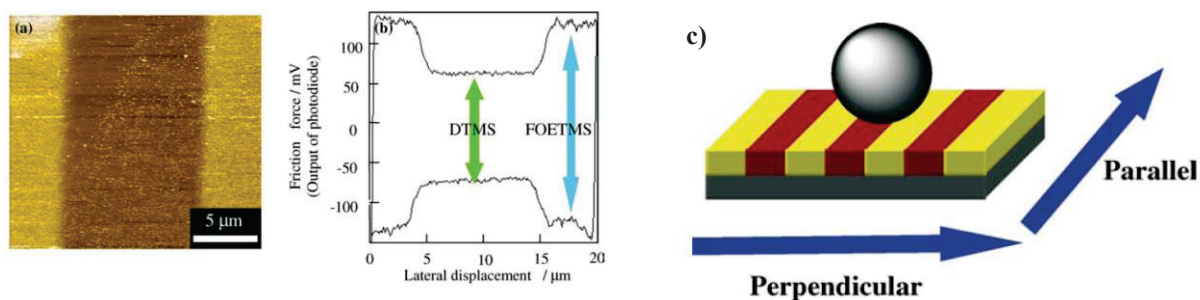 (a)
5 μm
(b)
Friction force / mV
(Output of photodiode)
100
50
0
-50
-100
DTMS FOETMS
0 5 10 15 20
Lateral displacement / μm
c)
Parallel
Perpendicular